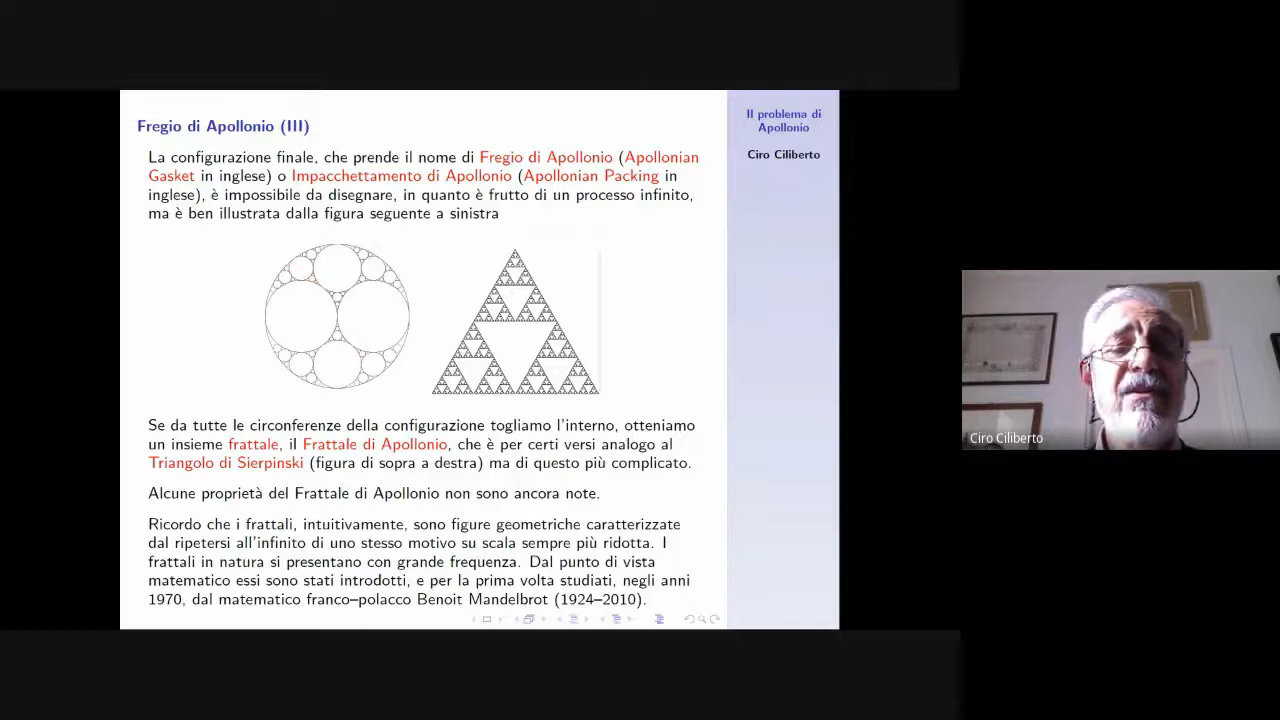 Fregio di Apollonio (III)
La configurazione finale, che prende il nome di Fregio di Apollonio (Apollonian
Gasket in inglese) o Impacchettamento di Apollonio (Apollonian Packing in
inglese), è impossibile da disegnare, in quanto è frutto di un processo infinito,
ma è ben illustrata dalla figura seguente a sinistra
Se da tutte le circonferenze della configurazione togliamo l'interno, otteniamo
un insieme frattale, il Frattale di Apollonio, che è per certi versi analogo al
Triangolo di Sierpinski (figura di sopra a destra) ma di questo più complicato.
Alcune proprietà del Frattale di Apollonio non sono ancora note.
Ricordo che i frattali, intuitivamente, sono figure geometriche caratterizzate
dal ripetersi all'infinito di uno stesso motivo su scala sempre più ridotta. I
frattali in natura si presentano con grande frequenza. Dal punto di vista
matematico essi sono stati introdotti, e per la prima volta studiati, negli anni
1970, dal matematico franco–polacco Benoit Mandelbrot (1924–2010).
Il problema di
Apollonio
Ciro Ciliberto
Ciro Ciliberto